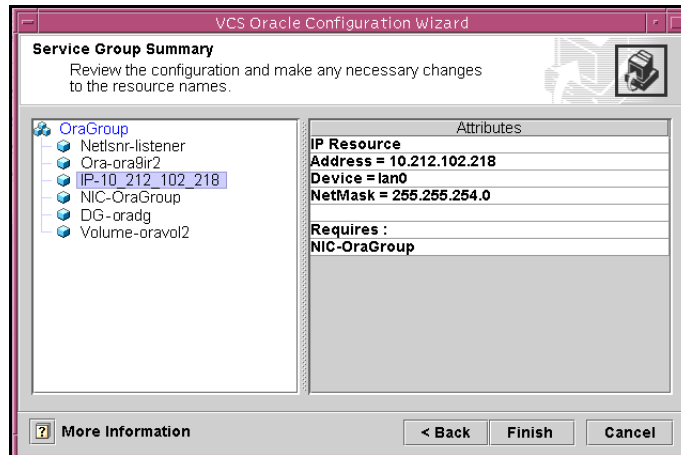 VCS Oracle Configuration Wizard
Service Group Summary
Review the configuration and make any necessary changes
to the resource names.
OraGroup
Netlsnr-listener
Ora-ora9ir2
IP-10_212_102_218
NIC-OraGroup
DG-oradg
Volume-oravol2
Attributes
IP Resource
Address = 10.212.102.218
Device = lan0
NetMask = 255.255.254.0
Requires :
NIC-OraGroup
? More Information
< Back
Finish
Cancel